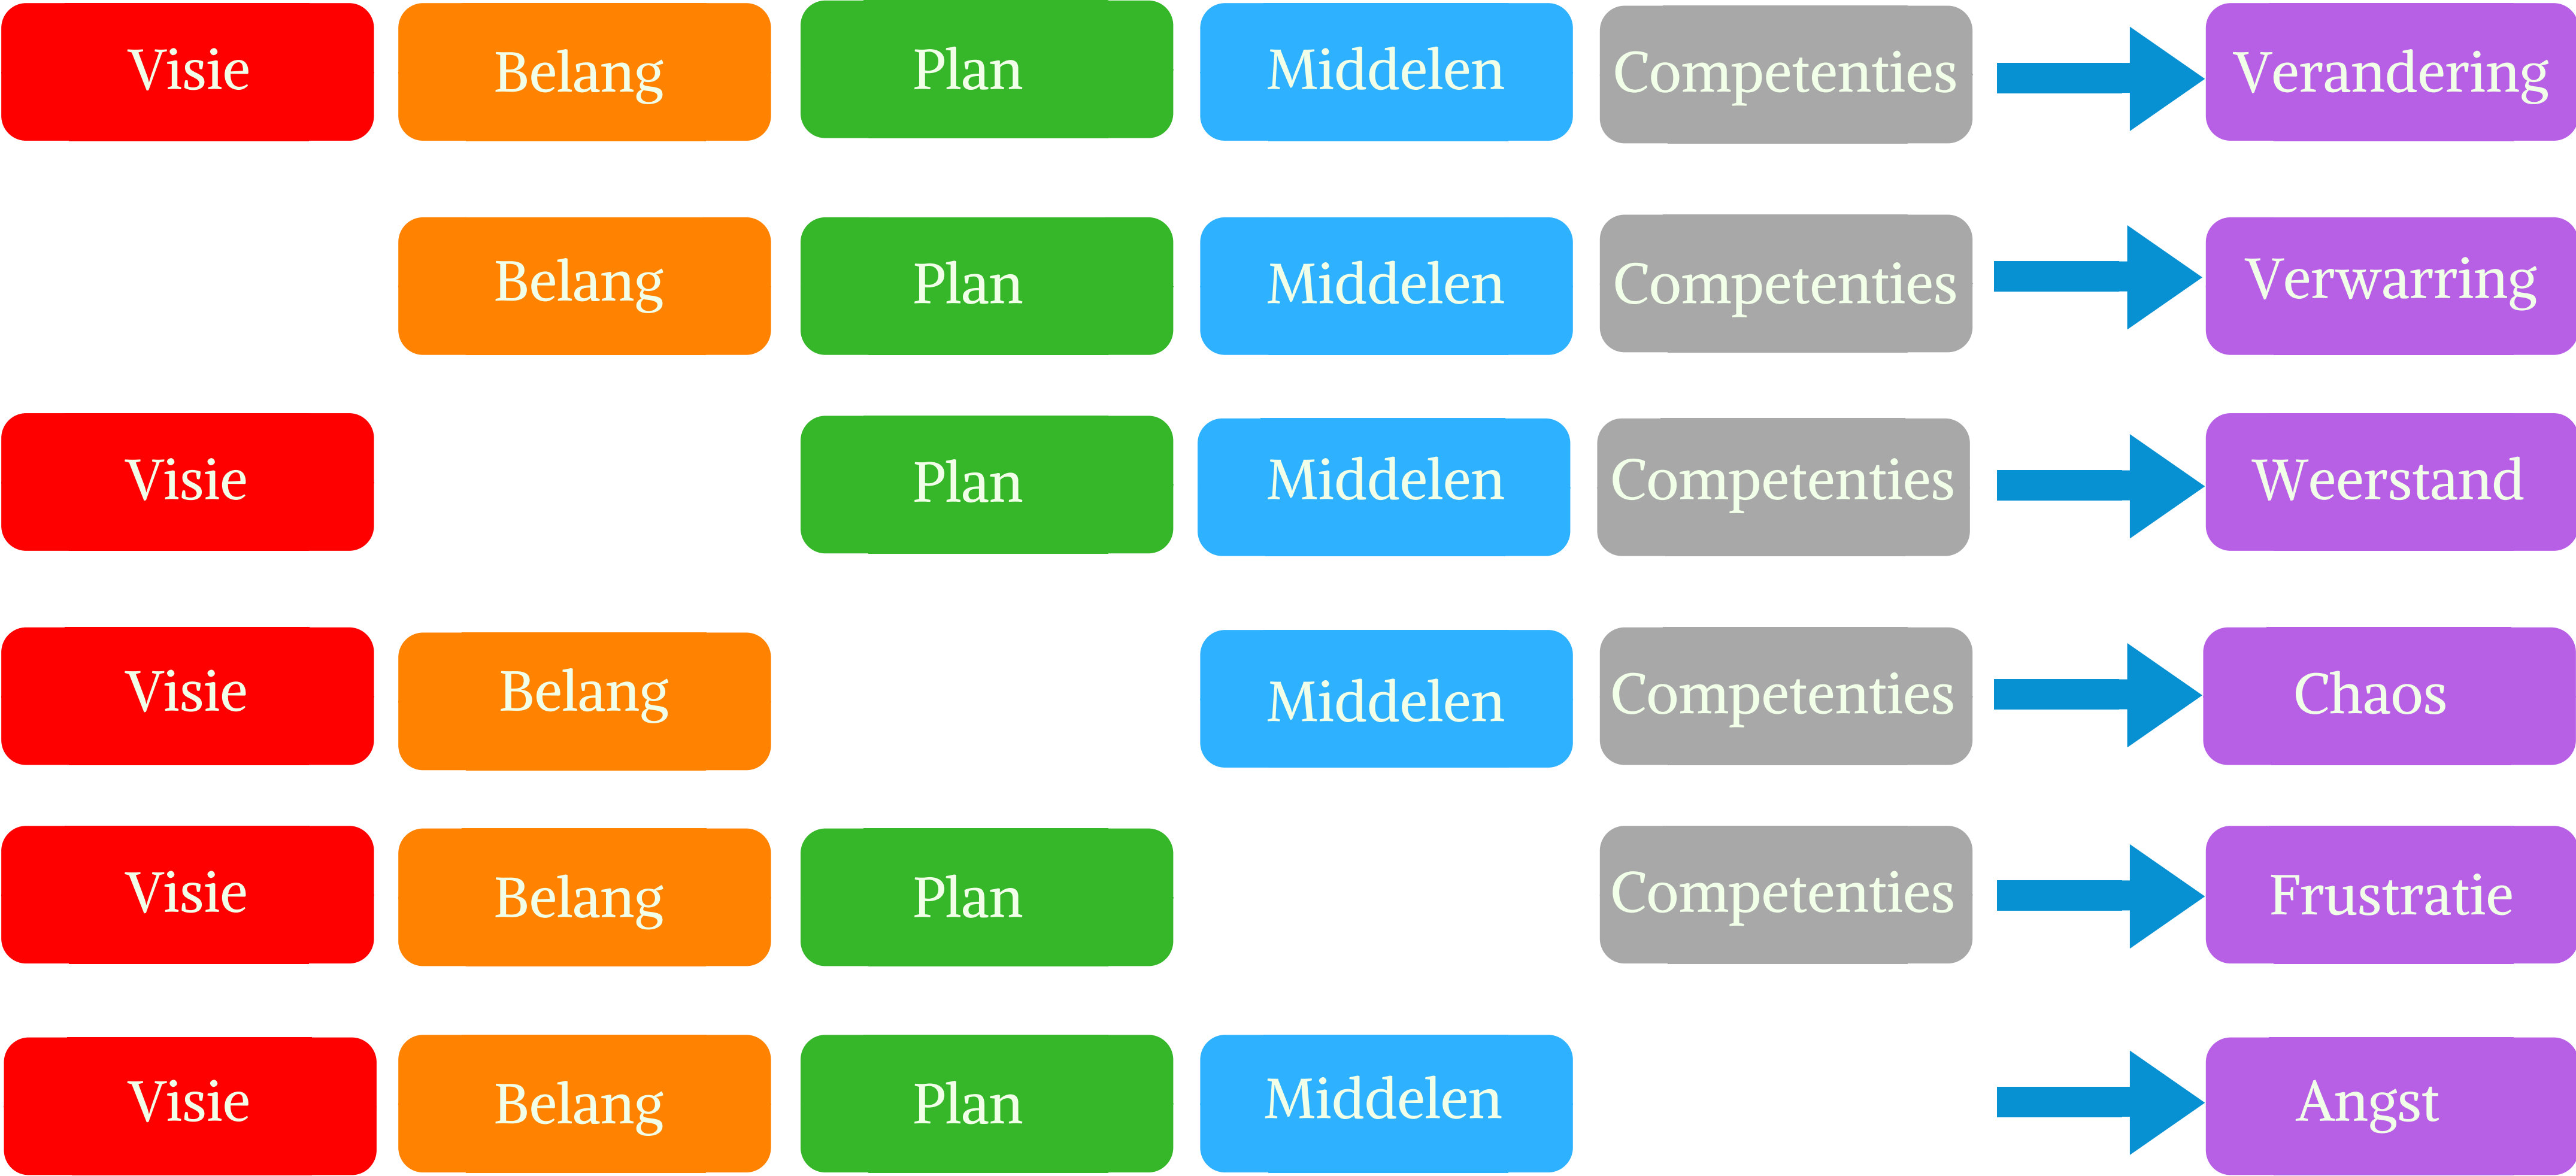 Visie Belang Plan Middelen Competenties Verandering
Belang Plan Middelen Competenties Verwarring
Visie Plan Middelen Competenties Weerstand
Visie Belang Middelen Competenties Chaos
Visie Belang Plan Competenties Frustratie
Visie Belang Plan Middelen Angst